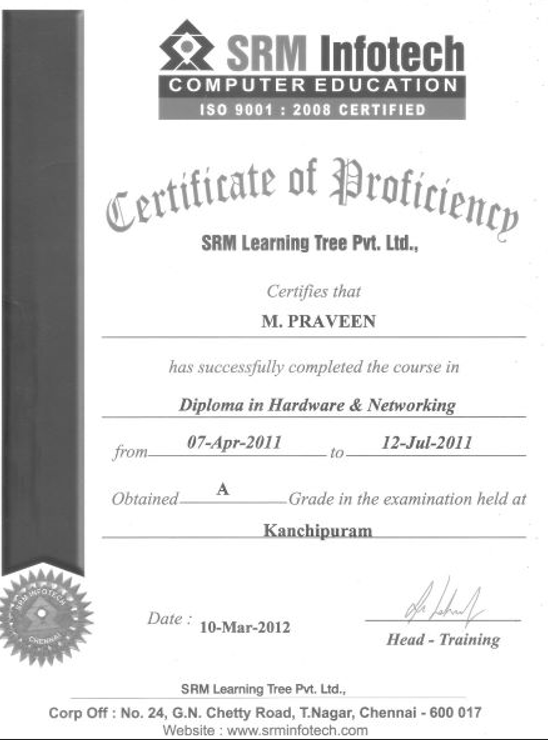 SRM Infotech
COMPUTER EDUCATION
ISO 9001 : 2008 CERTIFIED
Certificate of Proficiency
SRM Learning Tree Pvt. Ltd.,
Certifies that
M. PRAVEEN
has successfully completed the course in
Diploma in Hardware & Networking
from 07-Apr-2011 to 12-Jul-2011
Obtained A Grade in the examination held at
Kanchipuram
SRM INFOTECH
CHENNAI
Date : 10-Mar-2012
Head - Training
SRM Learning Tree Pvt. Ltd.,
Corp Off : No. 24, G.N. Chetty Road, T.Nagar, Chennai - 600 017
Website : www.srminfotech.com